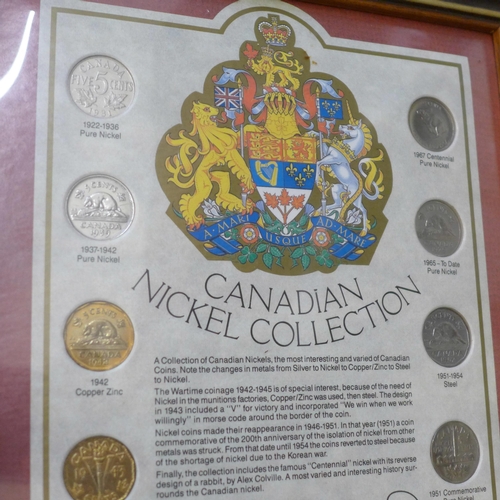 CANADA
FIVE 5 CENTS
1922-1936
Pure Nickel
5 CENTS
CANADA
1937-1942
Pure Nickel
CANADA
1942
Copper Zinc
1967 Centennial
Pure Nickel
1955 - To Date
Pure Nickel
1951-1954
Steel
1951 Commemorative
A·MARI USQUE AD·MARE
CANADIAN
NICKEL COLLECTION
A Collection of Canadian Nickels, the most interesting and varied of Canadian
Coins. Note the changes in metals from Silver to Nickel to Copper/Zinc to Steel
to Nickel.
The Wartime coinage 1942-1945 is of special interest, because of the need of
Nickel in the munitions factories, Copper/Zinc was used, then steel. The design
in 1943 included a "V" for victory and incorporated "We win when we work
willingly" in morse code around the border of the coin.
Nickel coins made their reappearance in 1946-1951. In that year (1951) a coin
commemorative of the 200th anniversary of the isolation of nickel from other
metals was struck. From that date until 1954 the coins reverted to steel because
of the shortage of nickel due to the Korean war.
Finally, the collection includes the famous "Centennial" nickel with its reverse
design of a rabbit, by Alex Colville. A most varied and interesting history sur-
rounds the Canadian nickel.